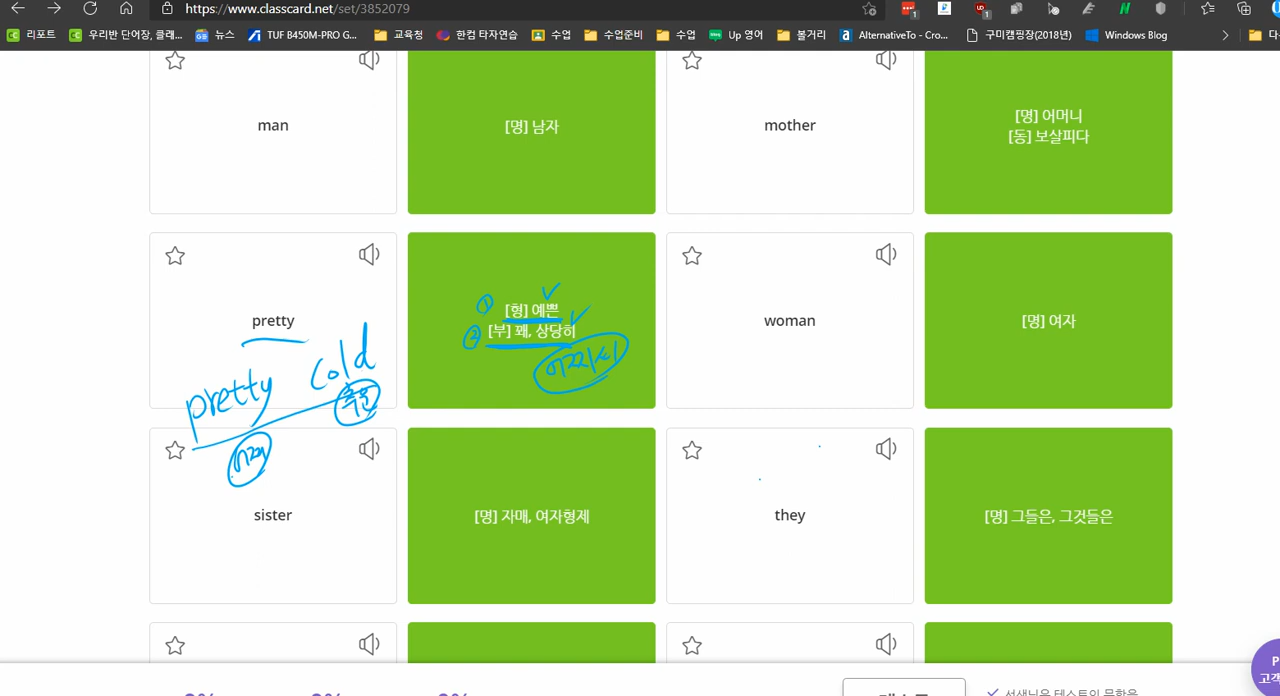 https://www.classcard.net/set/3852079
리포트 우리반 단어장, 클래... 뉴스 TUF B450M-PRO G... 교육청 한컴 타자연습 수업 수업준비 수업 Up 영어 볼거리 AlternativeTo - Cro... 구미캠핑장(2018년) Windows Blog 다
man
[명] 남자
mother
[명] 어머니
[동] 보살피다
pretty
① [형] 예쁜
② [부] 꽤, 상당히
woman
[명] 여자
pretty cold
추운
sister
[명] 자매, 여자형제
they
[명] 그들은, 그것들은
고객